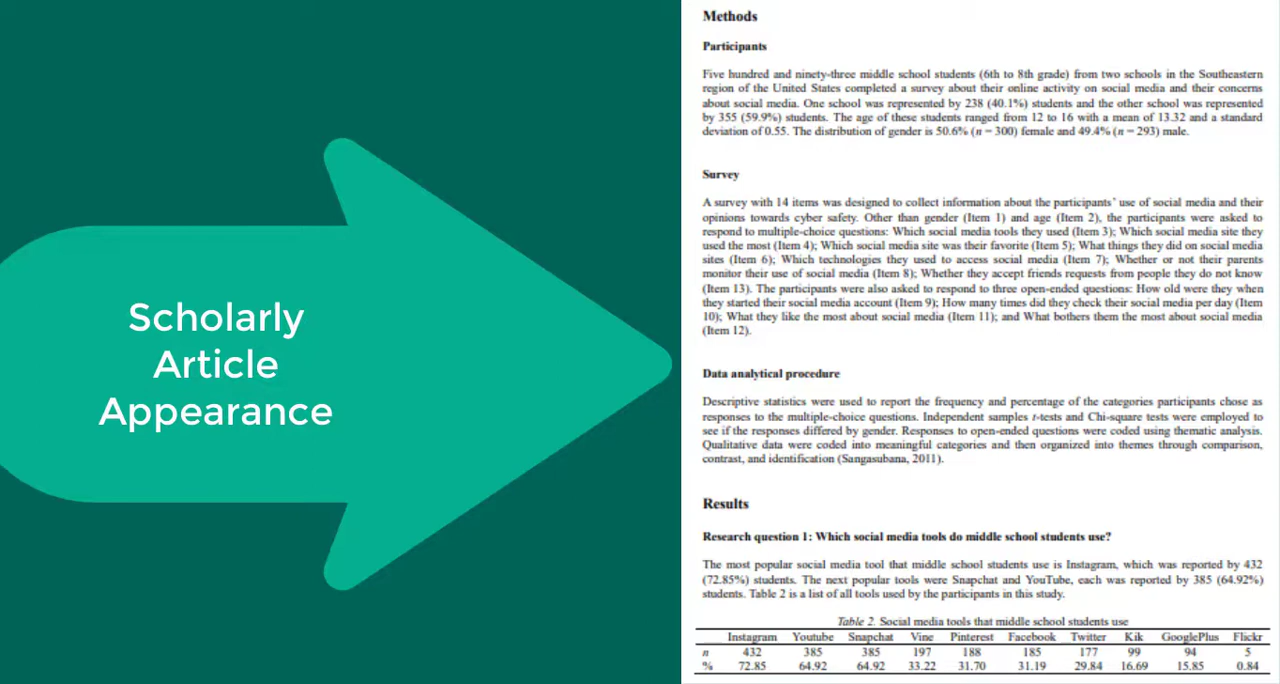 Scholarly
Article
Appearance
Methods
Participants
Five hundred and ninety-three middle school students (6th to 8th grade) from two schools in the Southeastern
region of the United States completed a survey about their online activity on social media and their concerns
about social media. One school was represented by 238 (40.1%) students and the other school was represented
by 355 (59.9%) students. The age of these students ranged from 12 to 16 with a mean of 13.32 and a standard
deviation of 0.55. The distribution of gender is 50.6% (n = 300) female and 49.4% (n = 293) male.
Survey
A survey with 14 items was designed to collect information about the participants' use of social media and their
opinions towards cyber safety. Other than gender (Item 1) and age (Item 2), the participants were asked to
respond to multiple-choice questions: Which social media tools they used (Item 3); Which social media site they
used the most (Item 4); Which social media site was their favorite (Item 5); What things they did on social media
sites (Item 6); Which technologies they used to access social media (Item 7); Whether or not their parents
monitor their use of social media (Item 8); Whether they accept friends requests from people they do not know
(Item 13). The participants were also asked to respond to three open-ended questions: How old were they when
they started their social media account (Item 9); How many times did they check their social media per day (Item
10); What they like the most about social media (Item 11); and What bothers them the most about social media
(Item 12).
Data analytical procedure
Descriptive statistics were used to report the frequency and percentage of the categories participants chose as
responses to the multiple-choice questions. Independent samples t-tests and Chi-square tests were employed to
see if the responses differed by gender. Responses to open-ended questions were coded using thematic analysis.
Qualitative data were coded into meaningful categories and then organized into themes through comparison,
contrast, and identification (Sangasubana, 2011).
Results
Research question 1: Which social media tools do middle school students use?
The most popular social media tool that middle school students use is Instagram, which was reported by 432
(72.85%) students. The next popular tools were Snapchat and YouTube, each was reported by 385 (64.92%)
students. Table 2 is a list of all tools used by the participants in this study.
Table 2. Social media tools that middle school students use
Instagram Youtube Snapchat Vine Pinterest Facebook Twitter Kik GooglePlus Flickr
n 432 385 385 197 188 185 177 99 94 5
% 72.85 64.92 64.92 33.22 31.70 31.19 29.84 16.69 15.85 0.84